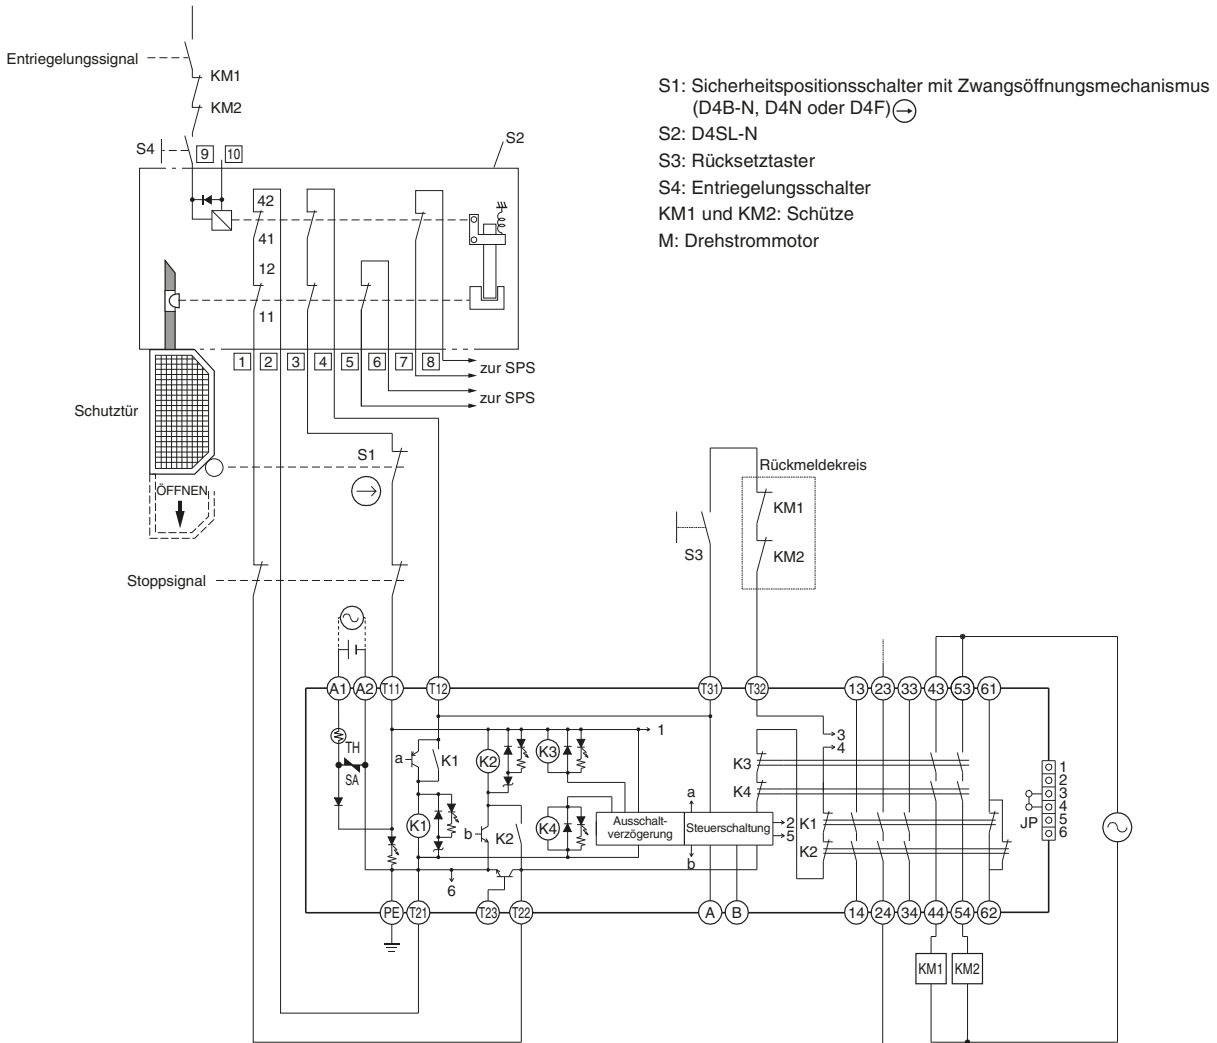 Entriegelungssignal
KM1
KM2
S4
9 10
S2
42
41
12
11
1 2 3 4 5 6 7 8
zur SPS
zur SPS
Schutztür
ÖFFNEN
S1
Stoppsignal
S1: Sicherheitspositionsschalter mit Zwangsöffnungsmechanismus
(D4B-N, D4N oder D4F)
S2: D4SL-N
S3: Rücksetztaster
S4: Entriegelungsschalter
KM1 und KM2: Schütze
M: Drehstrommotor
Rückmeldekreis
KM1
KM2
S3
A1 A2 T11 T12 T31 T32 13 23 33 43 53 61
TH
SA
a
K1
K1
K2
b
K2
K3
K4
1
6
Ausschalt-
verzögerung
Steuerschaltung
a
b
2
5
3
4
K3
K4
K1
K2
JP
1
2
3
4
5
6
PE T21 T23 T22 A B 14 24 34 44 54 62
KM1 KM2